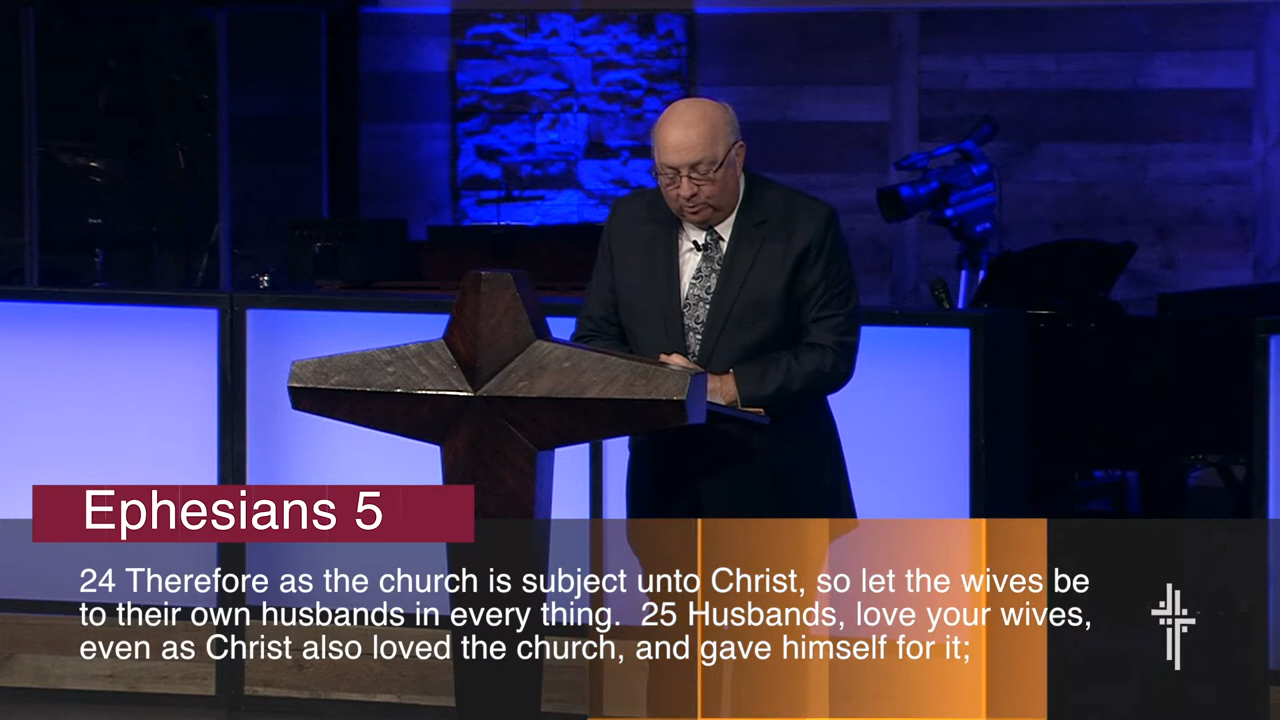 Ephesians 5
24 Therefore as the church is subject unto Christ, so let the wives be
to their own husbands in every thing.  25 Husbands, love your wives,
even as Christ also loved the church, and gave himself for it;